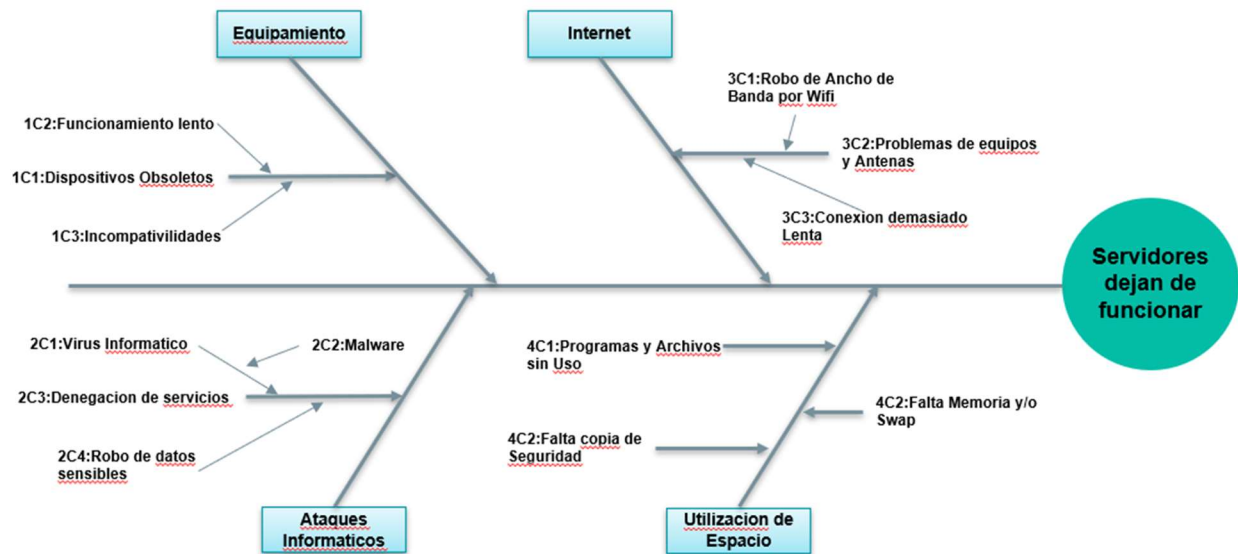 Equipamiento
Internet
1C2:Funcionamiento lento
1C1:Dispositivos Obsoletos
1C3:Incompativilidades
3C1:Robo de Ancho de
Banda por Wifi
3C2:Problemas de equipos
y Antenas
3C3:Conexion demasiado
Lenta
Servidores
dejan de
funcionar
2C1:Virus Informatico
2C2:Malware
2C3:Denegacion de servicios
2C4:Robo de datos
sensibles
4C1:Programas y Archivos
sin Uso
4C2:Falta Memoria y/o
Swap
4C2:Falta copia de
Seguridad
Ataques
Informaticos
Utilizacion de
Espacio